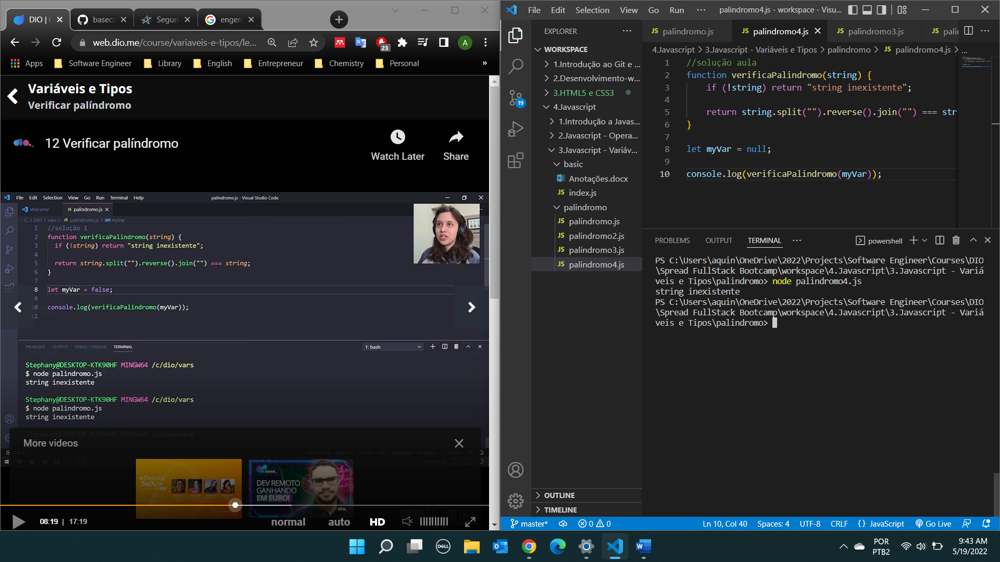 DIO |
baseca
Segun
engen
web.dio.me/course/variaveis-e-tipos/le...
23
A
Apps
Software Engineer
Library
English
Entrepreneur
Chemistry
Personal
»
Variáveis e Tipos
Verificar palíndromo
dio.
12 Verificar palíndromo
Watch Later
Share
File Edit Selection View Go Run Terminal Help
palindromo.js - Visual Studio Code
Welcome
JS palindromo.js
C: > DIO > vars > JS palindromo.js > myVar
1 //solução 1
2 function verificaPalindromo(string) {
3 if (!string) return "string inexistente";
4
5 return string.split("").reverse().join("") === string;
6 }
7
8 let myVar = false;
9
10 console.log(verificaPalindromo(myVar));
11
PROBLEMS OUTPUT DEBUG CONSOLE TERMINAL
1: bash
Stephany@DESKTOP-KTK90HF MINGW64 /c/dio/vars
$ node palindromo.js
string inexistente
Stephany@DESKTOP-KTK90HF MINGW64 /c/dio/vars
$ node palindromo.js
string inexistente
Stephany@DESKTOP-KTK90HF MINGW64 /c/dio/vars
More videos
<Decola
Tech/>
hired_
DEV REMOTO
GANHANDO
EM EURO!
dio.
08:19 | 17:19
normal
auto
HD
File Edit Selection View Go Run ···
palindromo4.js - workspace - Visu...
EXPLORER
···
WORKSPACE
1.Introdução ao Git e ...
2.Desenvolvimento-w...
3.HTML5 e CSS3
4.Javascript
1.Introdução a Javas...
2.Javascript - Opera...
3.Javascript - Variáv...
basic
Anotações.docx
JS index.js
palindromo
JS palindromo.js
JS palindromo2.js
JS palindromo3.js
JS palindromo4.js
OUTLINE
TIMELINE
19
JS palindromo.js
JS palindromo4.js
JS palindromo3.js
JS pali
···
4.Javascript > 3.Javascript - Variáveis e Tipos > palindromo > JS palindromo4.js > ...
1 //solução aula
2 function verificaPalindromo(string) {
3 if (!string) return "string inexistente";
4
5 return string.split("").reverse().join("") === str
6 }
7
8 let myVar = null;
9
10 console.log(verificaPalindromo(myVar));
PROBLEMS OUTPUT TERMINAL ···
powershell
PS C:\Users\aquin\OneDrive\2022\Projects\Software Engineer\Courses\DIO
\Spread FullStack Bootcamp\workspace\4.Javascript\3.Javascript - Variá
veis e Tipos\palindromo> node palindromo4.js
string inexistente
PS C:\Users\aquin\OneDrive\2022\Projects\Software Engineer\Courses\DIO
\Spread FullStack Bootcamp\workspace\4.Javascript\3.Javascript - Variá
veis e Tipos\palindromo>
master*
0
0
Ln 10, Col 40
Spaces: 4
UTF-8
CRLF
{} JavaScript
Go Live
DELL
POR
PTB2
9:43 AM
5/19/2022